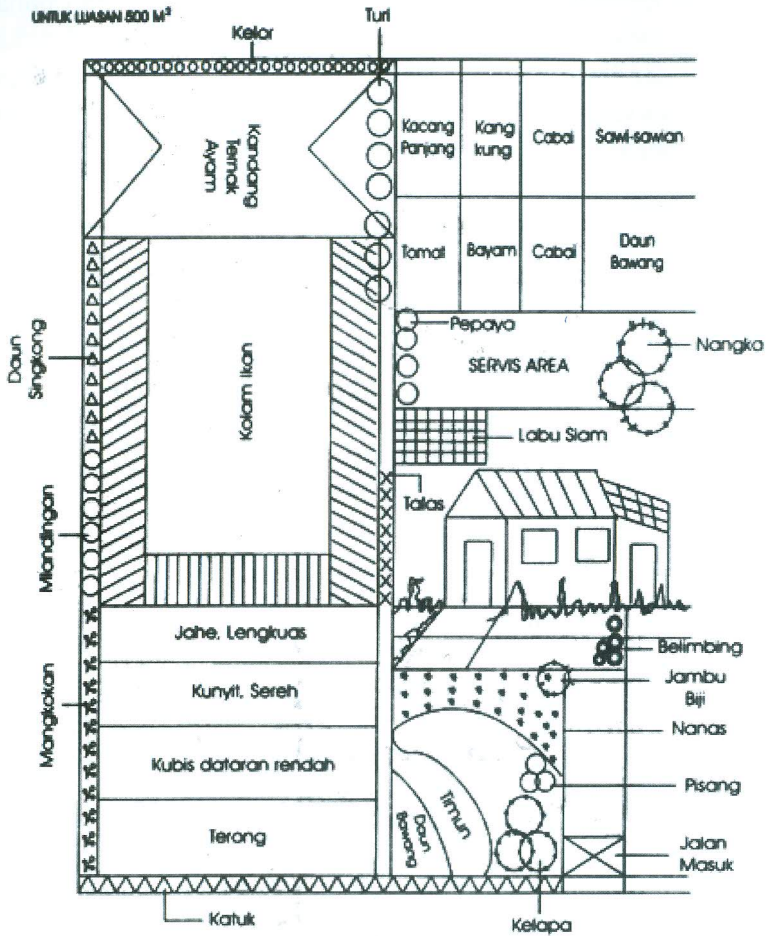 UNTUK LUASAN 500 M²
Turi
Kelor
Kandang
Ternak
Ayam
Kacang
Panjang
Kang
kung
Cabai
Sawi-sawian
Tomat
Bayam
Cabai
Daun
Bawang
Pepaya
Nangka
SERVIS AREA
Daun
Singkong
Kolam Ikan
Labu Siam
Talas
Mlandingan
Jahe, Lengkuas
Belimbing
Kunyit, Sereh
Jambu
Biji
Mangkokan
Nanas
Kubis dataran rendah
Pisang
Timun
Daun
Bawang
Terong
Jalan
Masuk
Katuk
Kelapa